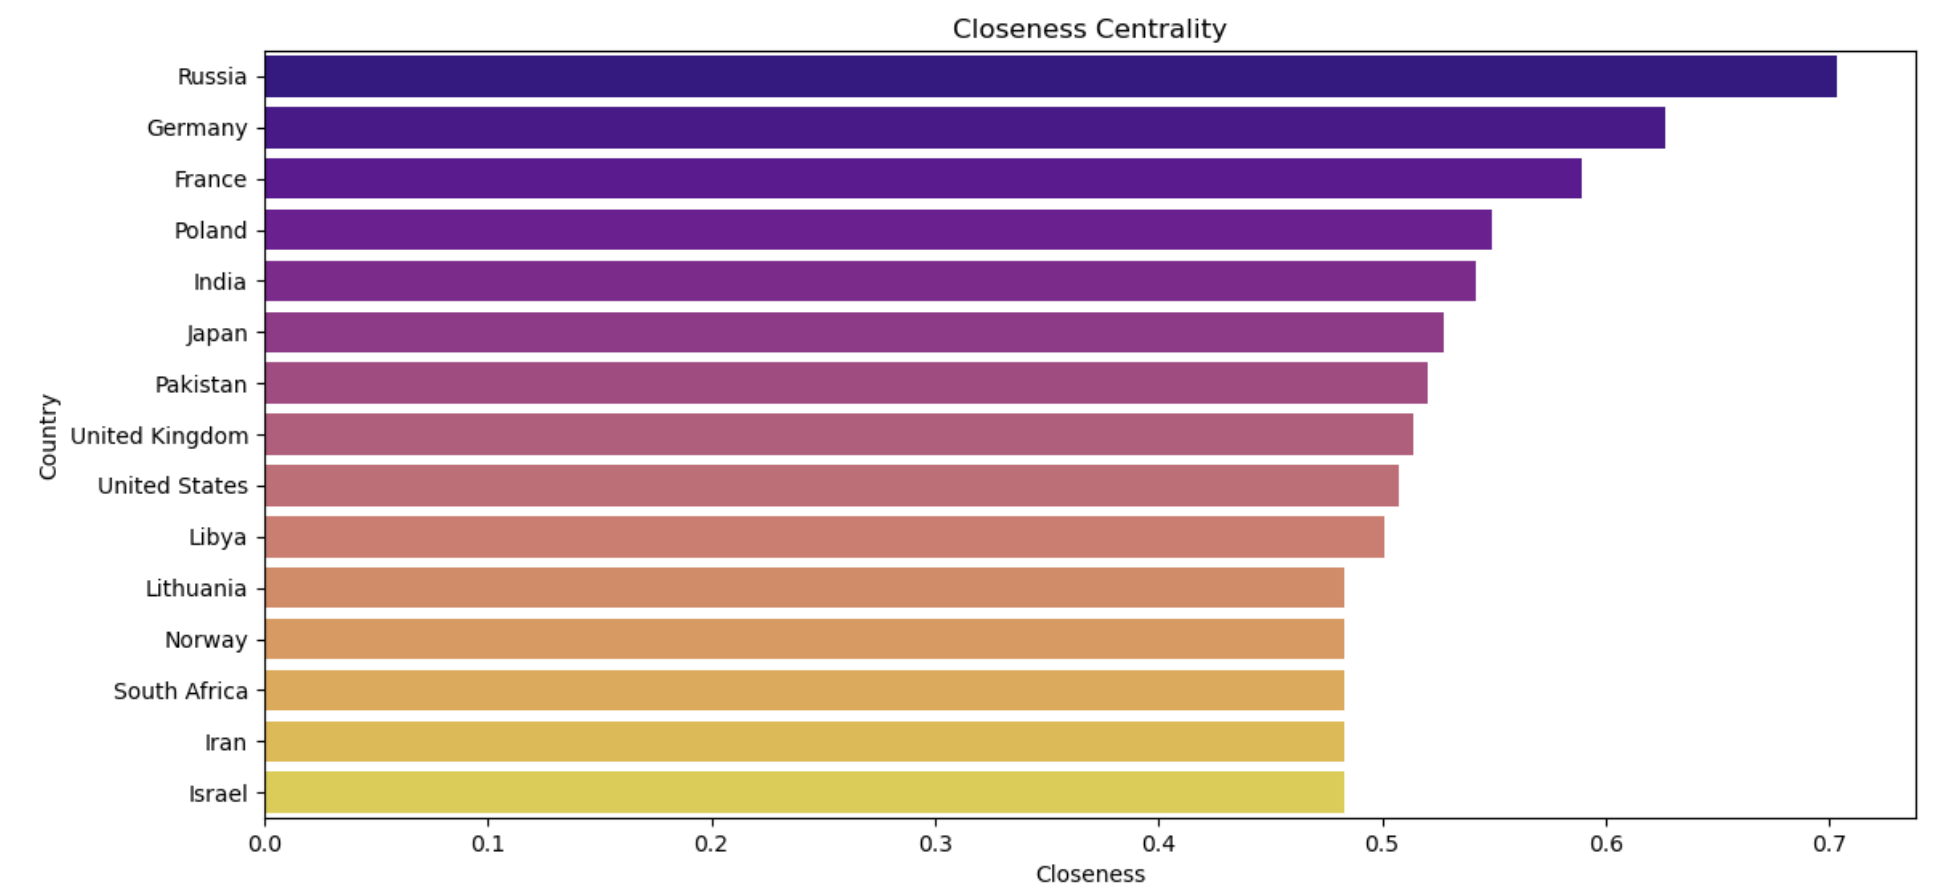 Closeness Centrality
Russia
Germany
France
Poland
India
Japan
Pakistan
United Kingdom
United States
Libya
Lithuania
Norway
South Africa
Iran
Israel
Country
0.0 0.1 0.2 0.3 0.4 0.5 0.6 0.7
Closeness